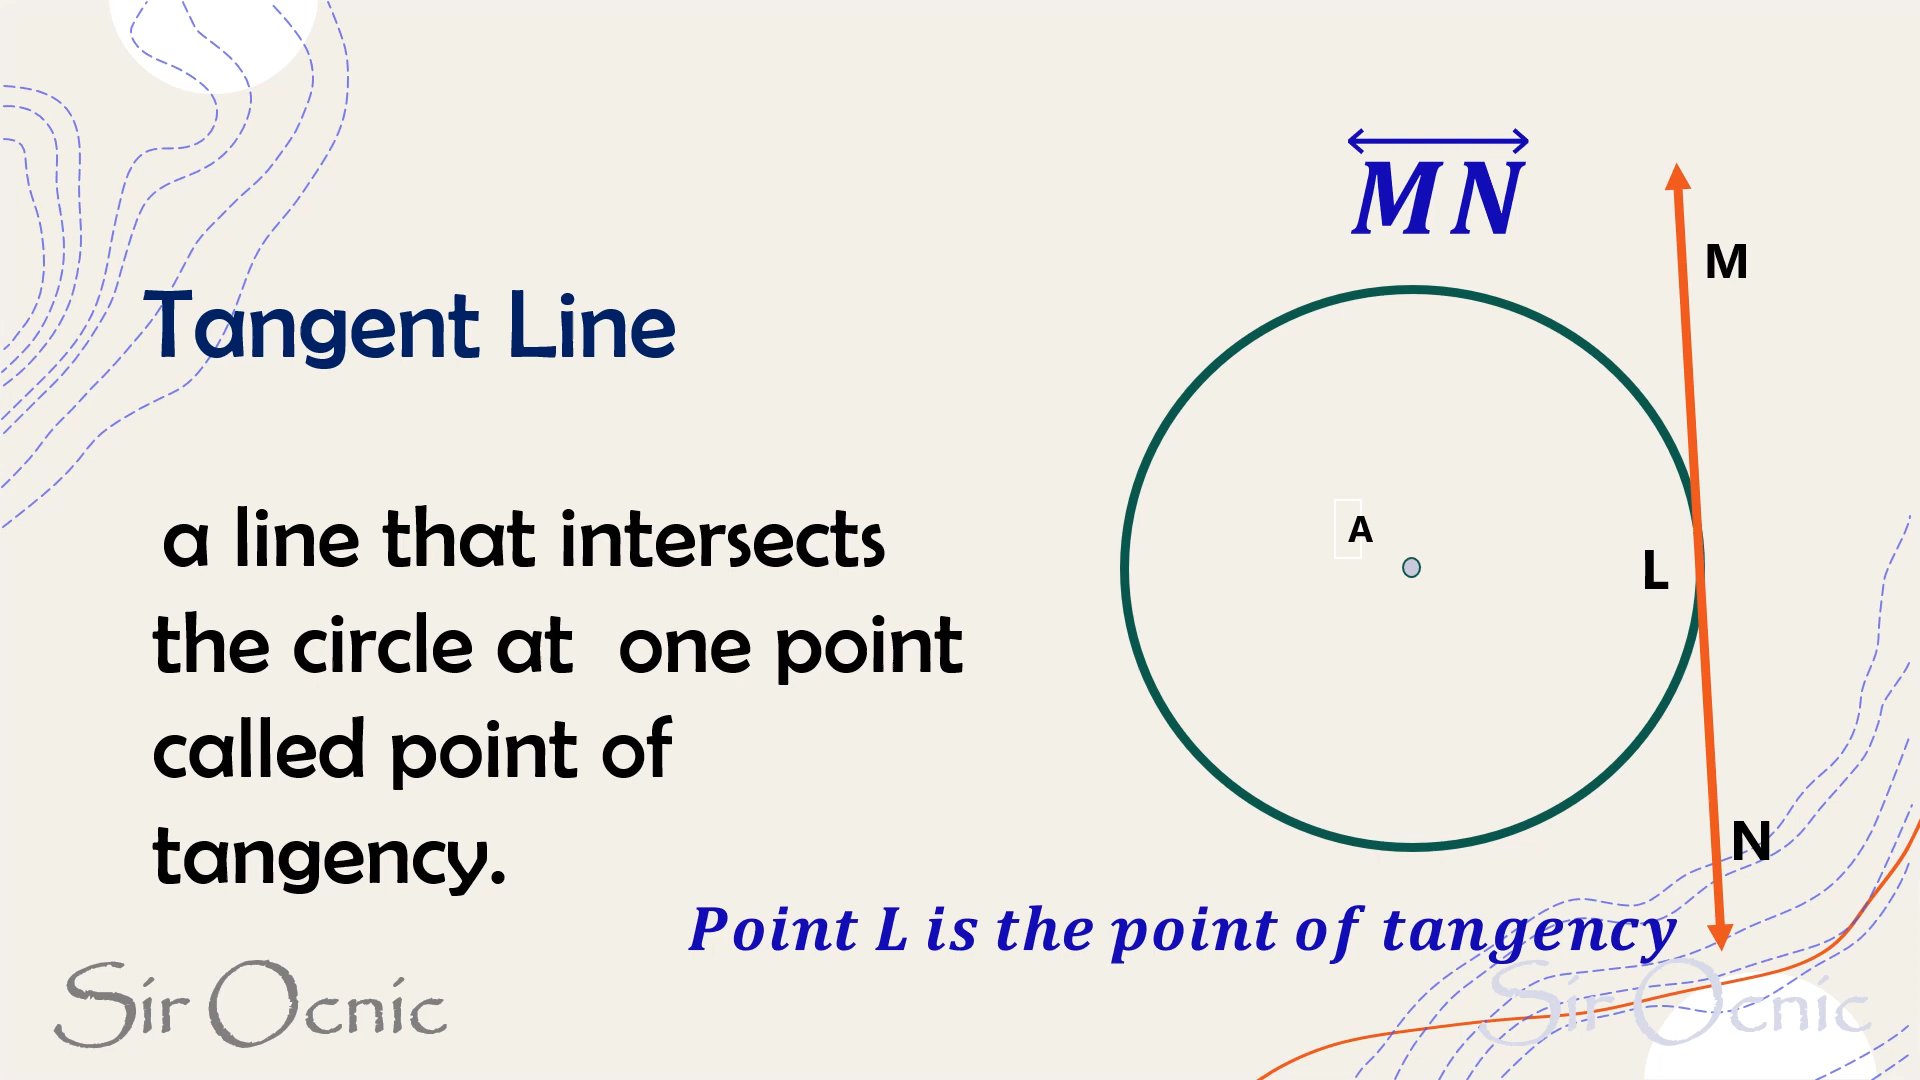 MN
M
Tangent Line
A
L
a line that intersects
the circle at one point
called point of
tangency.
N
Point L is the point of tangency
Sir Ocnic
Sir Ocnic